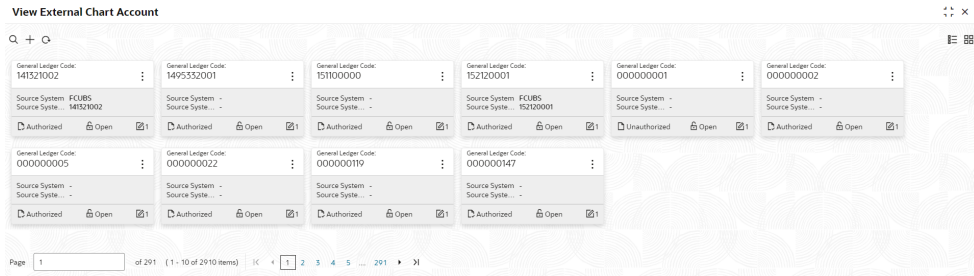 View External Chart Account
General Ledger Code:
141321002
Source System FCUBS
Source Syste... 141321002
Authorized Open 1
General Ledger Code:
1495332001
Source System -
Source Syste... -
Authorized Open 1
General Ledger Code:
151100000
Source System -
Source Syste... -
Authorized Open 1
General Ledger Code:
152120001
Source System FCUBS
Source Syste... 152120001
Authorized Open 1
General Ledger Code:
000000001
Source System -
Source Syste... -
Unauthorized Open 1
General Ledger Code:
000000002
Source System -
Source Syste... -
Authorized Open 1
General Ledger Code:
000000005
Source System -
Source Syste... -
Authorized Open 1
General Ledger Code:
000000022
Source System -
Source Syste... -
Authorized Open 1
General Ledger Code:
000000119
Source System -
Source Syste... -
Authorized Open 1
General Ledger Code:
000000147
Source System -
Source Syste... -
Authorized Open 1
Page 1 of 291 (1 - 10 of 2910 items) 1 2 3 4 5 ... 291